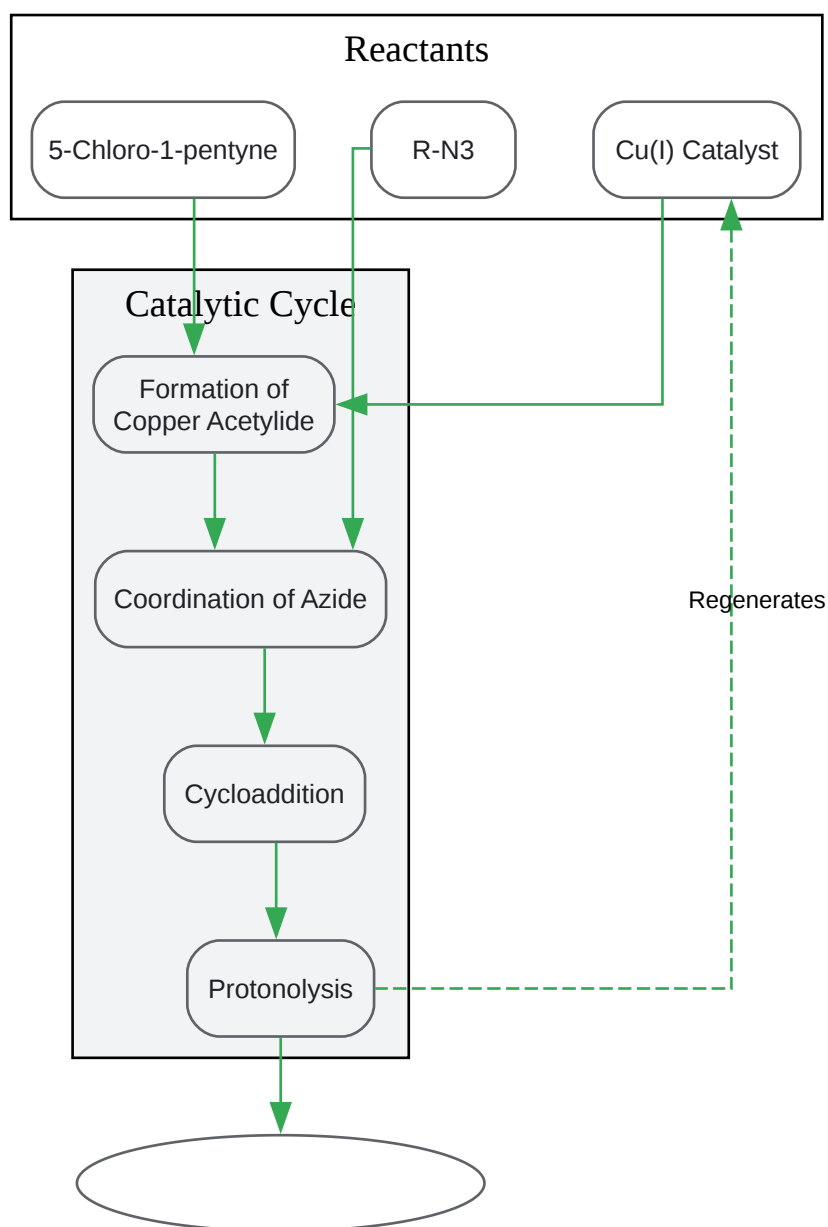 Reactants
5-Chloro-1-pentyne
R-N3
Cu(I) Catalyst
Catalytic Cycle
Formation of
Copper Acetylide
Coordination of Azide
Regenerates
Cycloaddition
Protonolysis